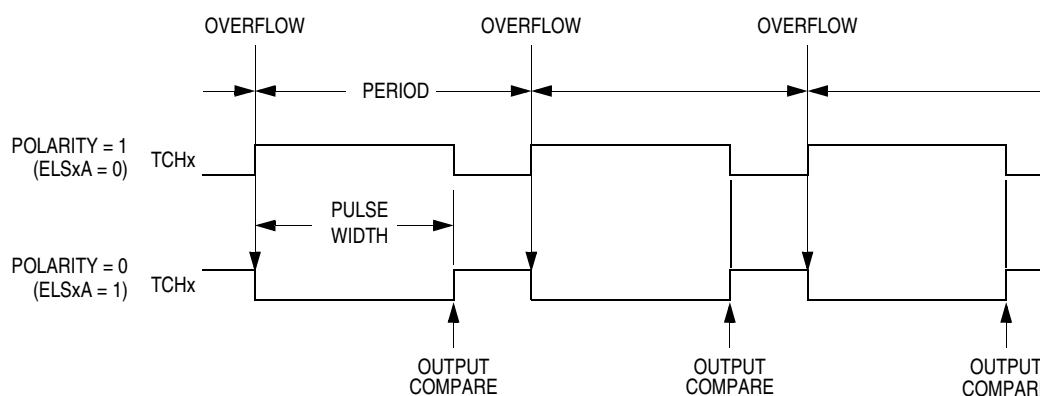 OVERFLOW
OVERFLOW
OVERFLOW
PERIOD
POLARITY = 1
(ELSxA = 0)
TCHx
PULSE
WIDTH
POLARITY = 0
(ELSxA = 1)
TCHx
OUTPUT
COMPARE
OUTPUT
COMPARE
OUTPUT
COMPARE